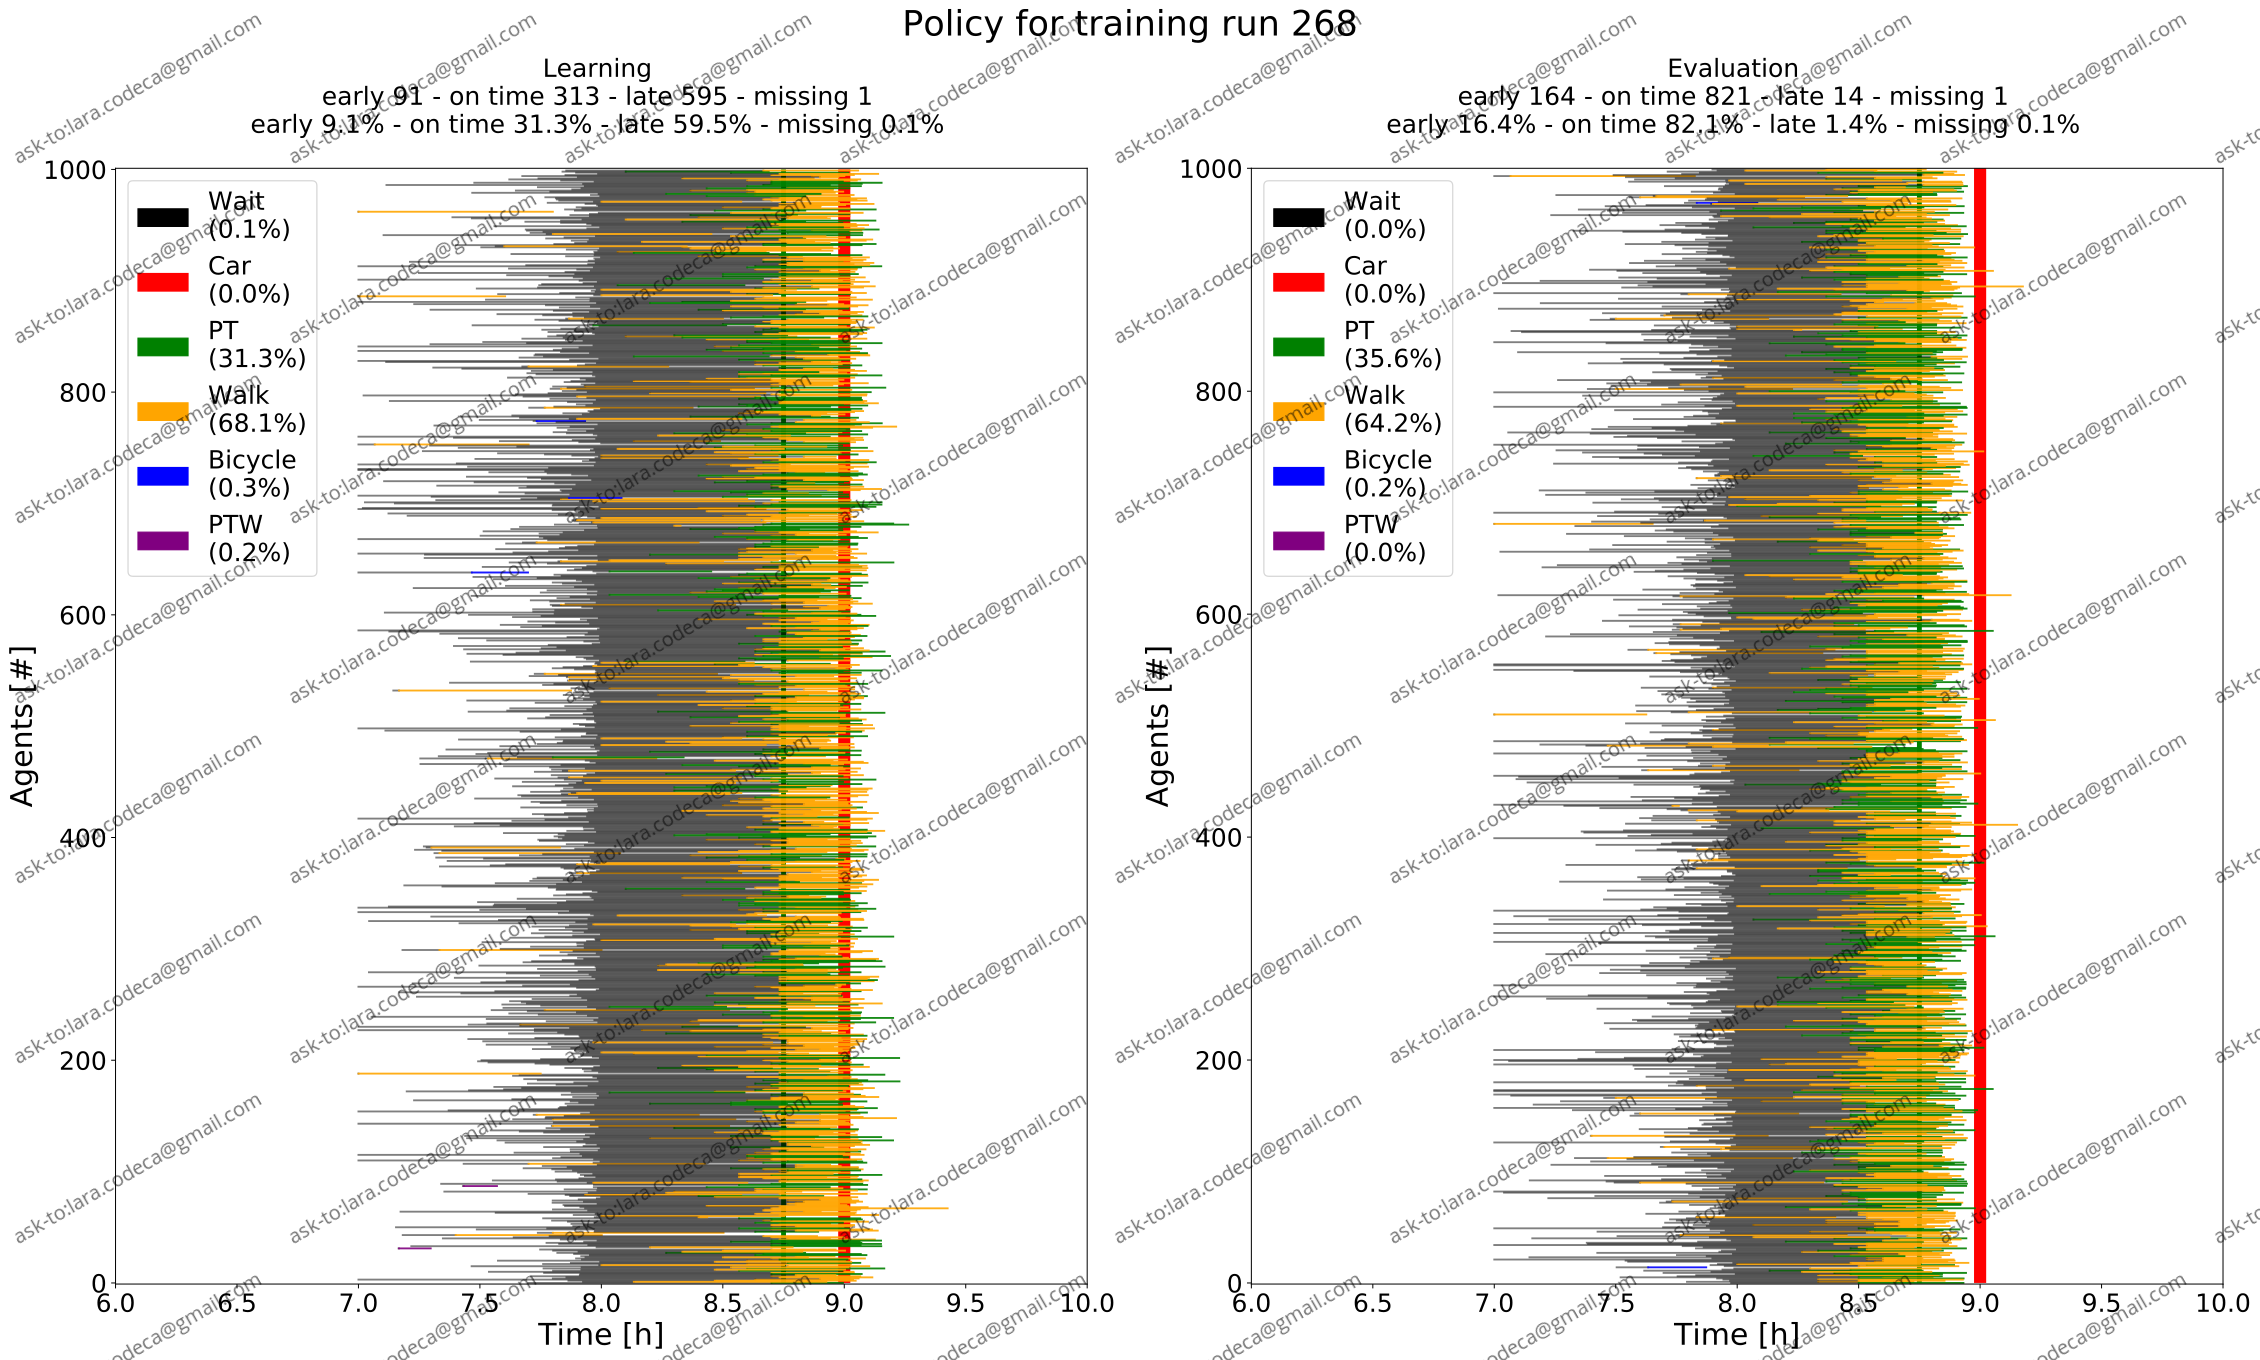 Policy for training run 268
Learning
early 91 - on time 313 - late 595 - missing 1
early 9.1% - on time 31.3% - late 59.5% - missing 0.1%
Evaluation
early 164 - on time 821 - late 14 - missing 1
early 16.4% - on time 82.1% - late 1.4% - missing 0.1%
Wait
(0.1%)
Car
(0.0%)
PT
(31.3%)
Walk
(68.1%)
Bicycle
(0.3%)
PTW
(0.2%)
1000
800
600
400
200
0
Agents [#]
6.0 6.5 7.0 7.5 8.0 8.5 9.0 9.5 10.0
Time [h]
Wait
(0.0%)
Car
(0.0%)
PT
(35.6%)
Walk
(64.2%)
Bicycle
(0.2%)
PTW
(0.0%)
1000
800
600
400
200
0
Agents [#]
6.0 6.5 7.0 7.5 8.0 8.5 9.0 9.5 10.0
Time [h]
ask-to:lara.codeca@gmail.com